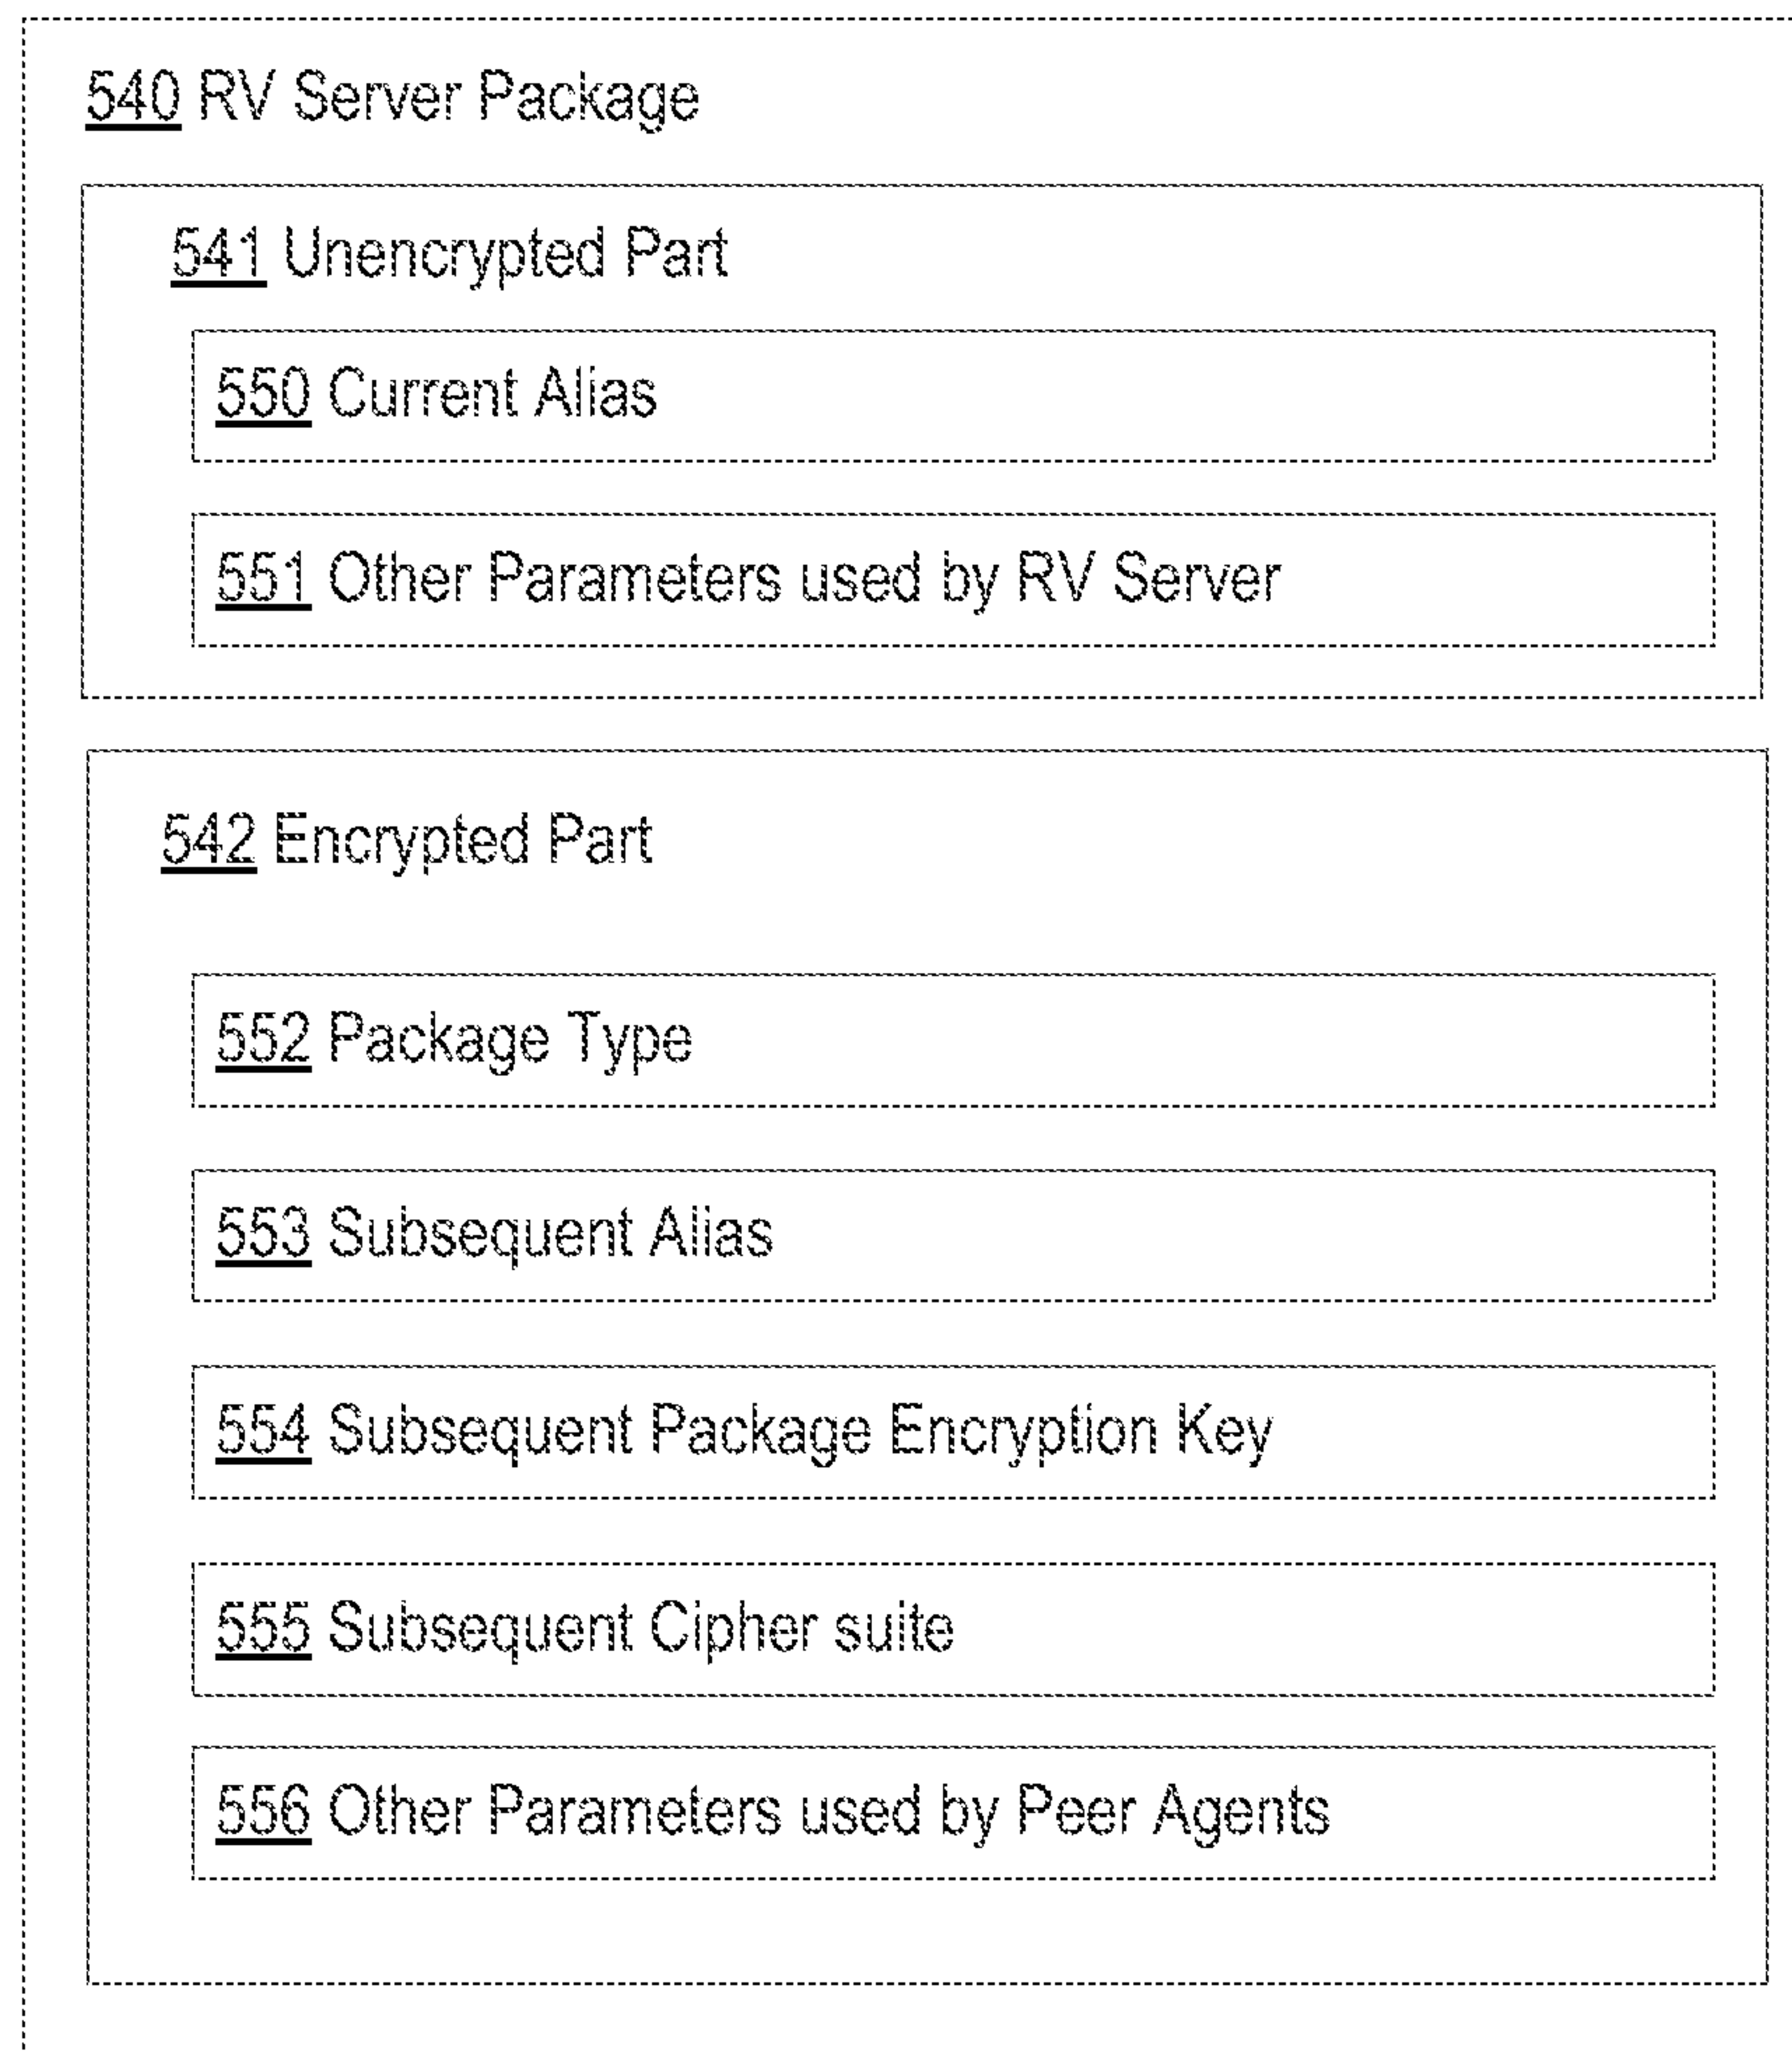 540 RV Server Package
541 Unencrypted Part
550 Current Alias
551 Other Parameters used by RV Server
542 Encrypted Part
552 Package Type
553 Subsequent Alias
554 Subsequent Package Encryption Key
555 Subsequent Cipher suite
556 Other Parameters used by Peer Agents